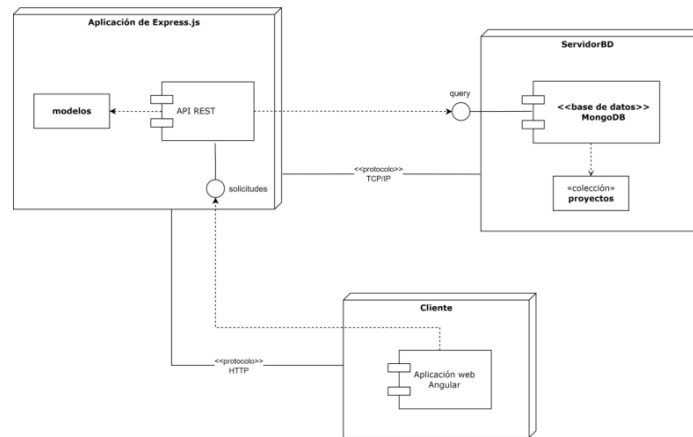 Aplicación de Express.js
modelos
API REST
solicitudes
query
ServidorBD
<<base de datos>>
MongoDB
«colección»
proyectos
<<protocolo>>
TCP/IP
<<protocolo>>
HTTP
Cliente
Aplicación web
Angular